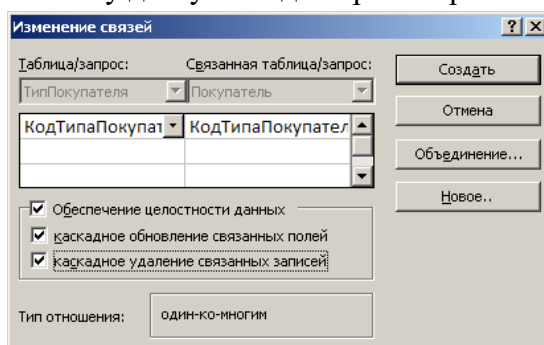 Изменение связей
Таблица/запрос: Связанная таблица/запрос:
ТипПокупателя Покупатель
КодТипаПокупат КодТипаПокупател
Обеспечение целостности данных
каскадное обновление связанных полей
каскадное удаление связанных записей
Тип отношения: один-ко-многим
Создать
Отмена
Объединение...
Новое..